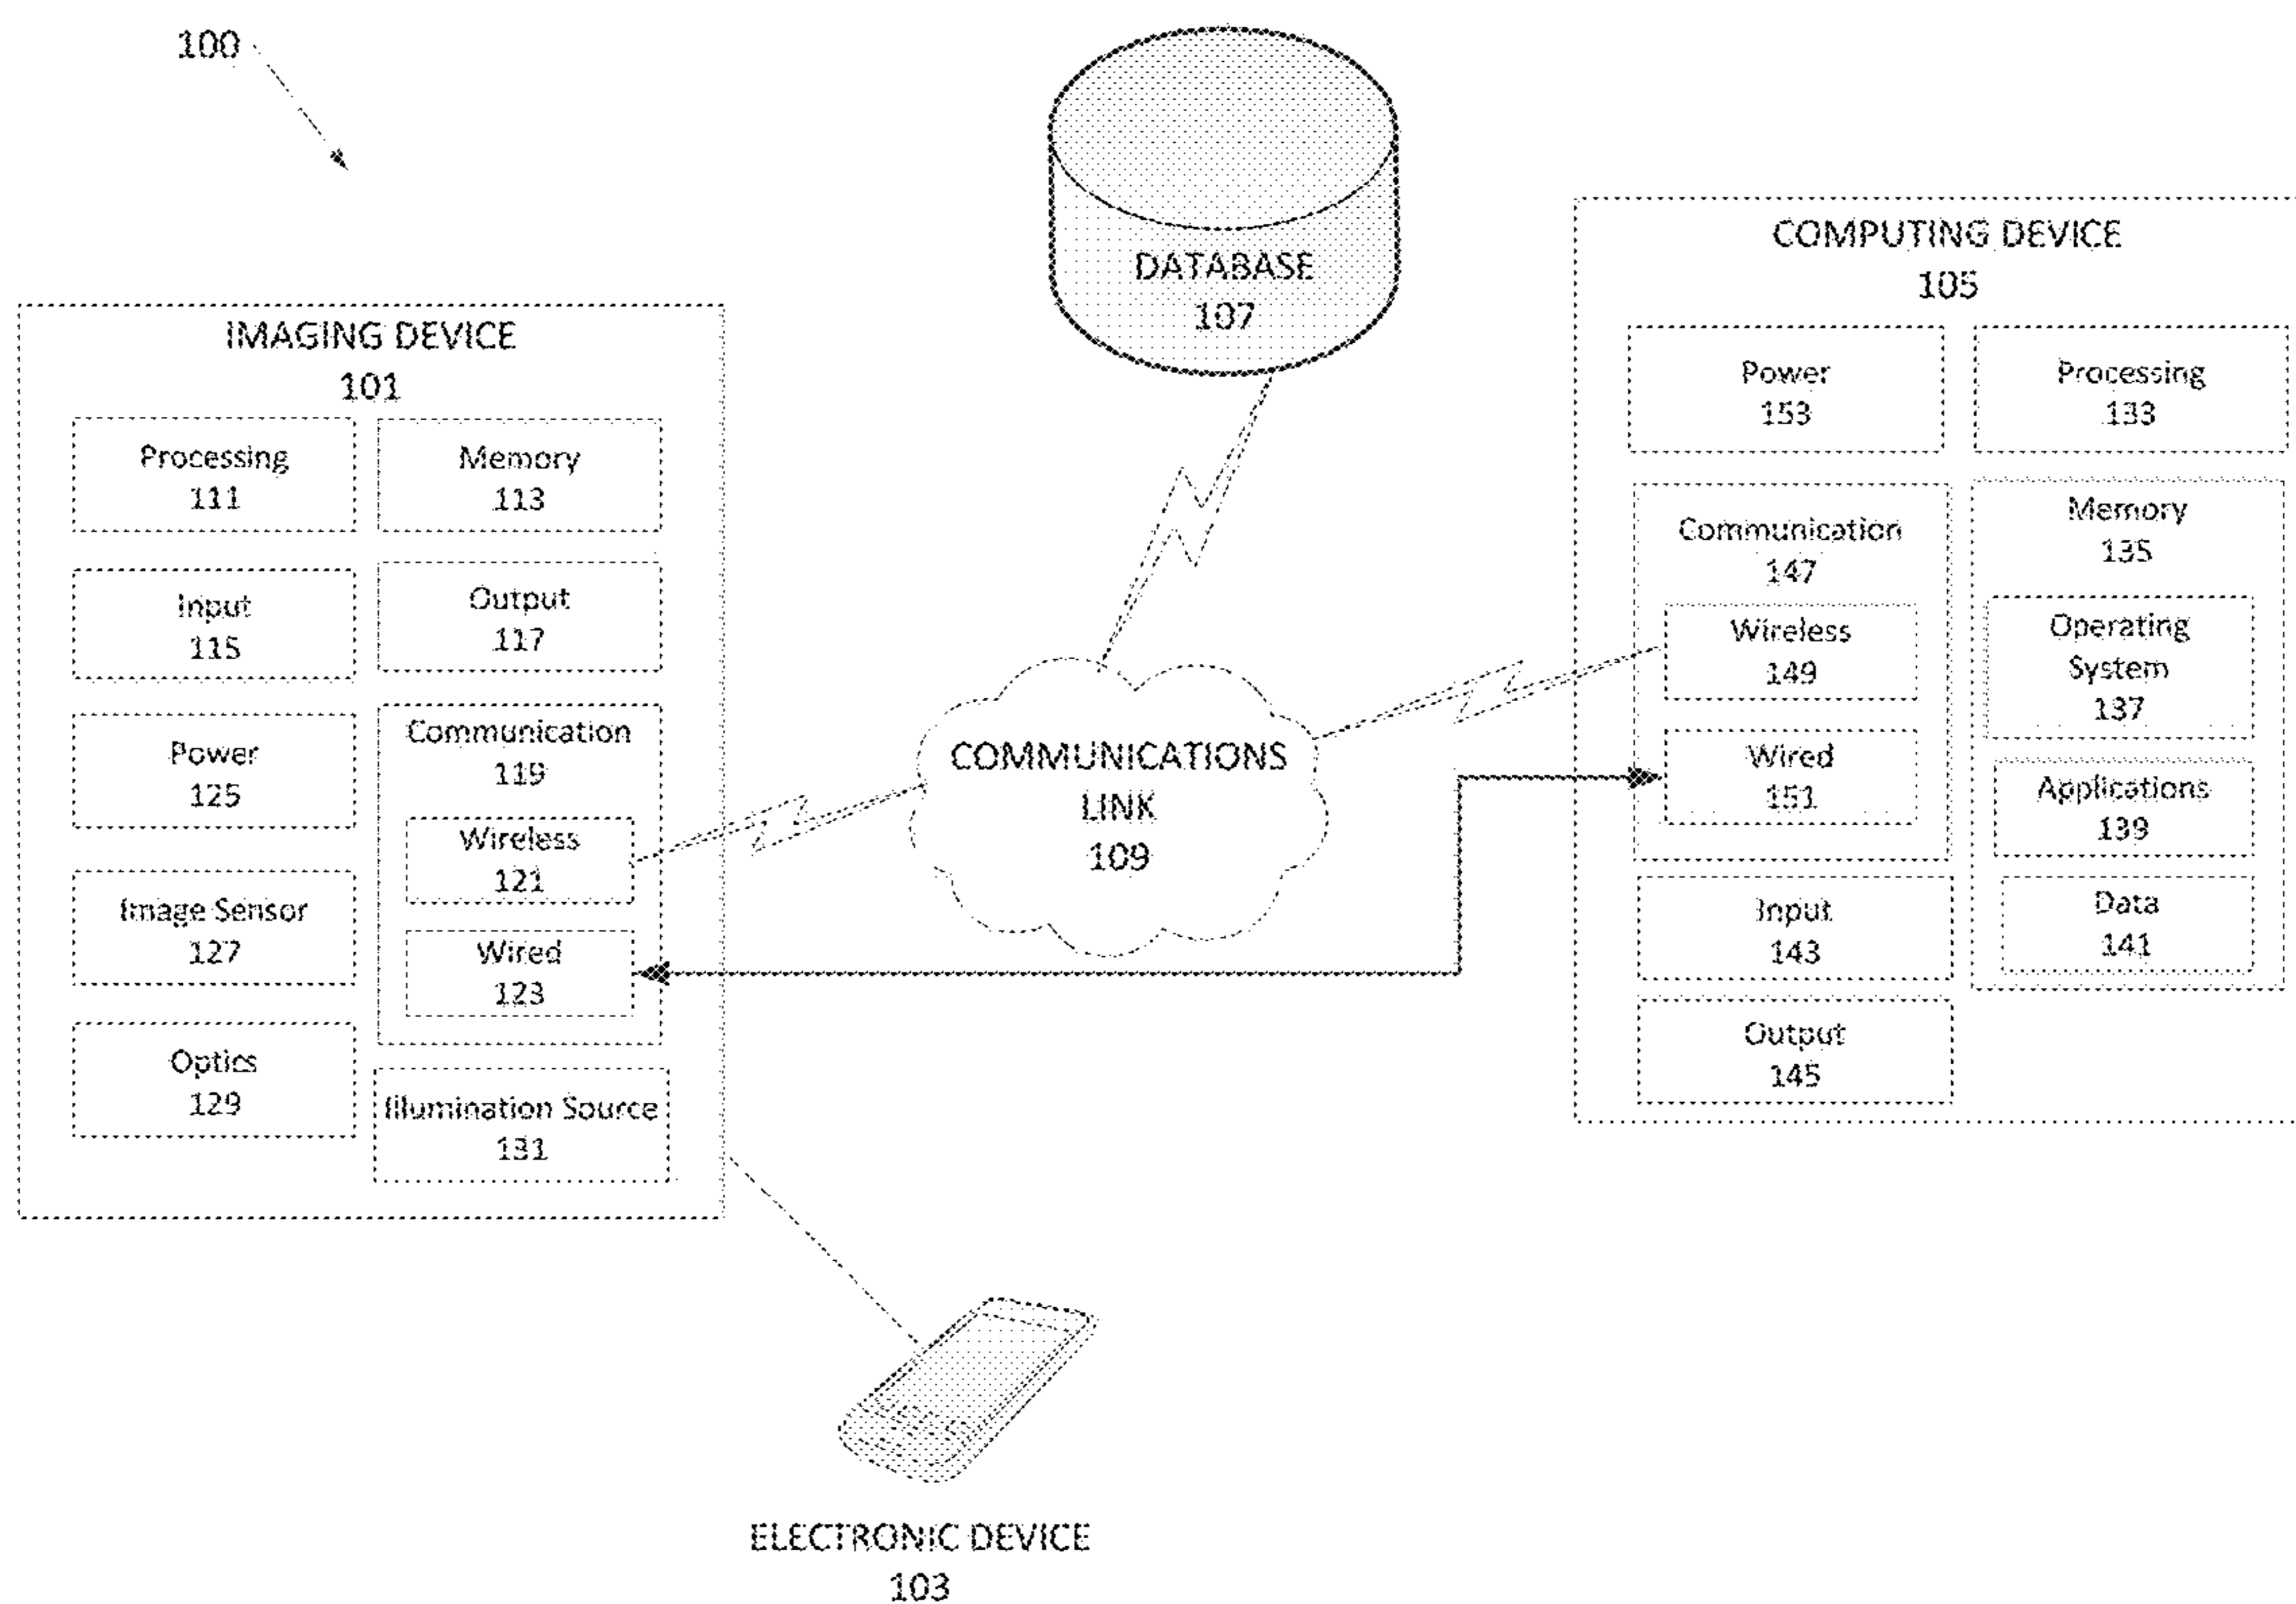 100
DATABASE
107
IMAGING DEVICE
101
Processing
111
Memory
113
Input
115
Output
117
Power
125
Communication
119
Wireless
121
Wired
123
Image Sensor
127
Optics
129
Illumination Source
131
COMMUNICATIONS
LINK
109
COMPUTING DEVICE
105
Power
153
Processing
133
Communication
147
Wireless
149
Wired
151
Memory
135
Operating
System
137
Applications
139
Data
141
Input
143
Output
145
ELECTRONIC DEVICE
103